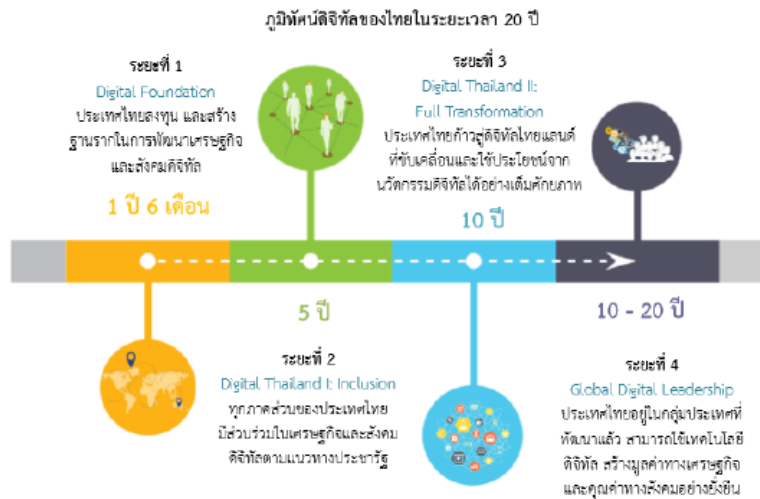 ภูมิทัศน์ดิจิทัลของไทยในระยะเวลา 20 ปี
ระยะที่ 1
Digital Foundation
ประเทศไทยลงทุน และสร้าง
ฐานรากในการพัฒนาเศรษฐกิจ
และสังคมดิจิทัล
1 ปี 6 เดือน
ระยะที่ 2
Digital Thailand I: Inclusion
ทุกภาคส่วนของประเทศไทย
มีส่วนร่วมในเศรษฐกิจและสังคม
ดิจิทัลตามแนวทางประชารัฐ
5 ปี
ระยะที่ 3
Digital Thailand II:
Full Transformation
ประเทศไทยก้าวสู่ดิจิทัลไทยแลนด์
ที่ขับเคลื่อนและใช้ประโยชน์จาก
นวัตกรรมดิจิทัลได้อย่างเต็มศักยภาพ
10 ปี
10 - 20 ปี
ระยะที่ 4
Global Digital Leadership
ประเทศไทยอยู่ในกลุ่มประเทศที่
พัฒนาแล้ว สามารถใช้เทคโนโลยี
ดิจิทัล สร้างมูลค่าทางเศรษฐกิจ
และคุณค่าทางสังคมอย่างยั่งยืน